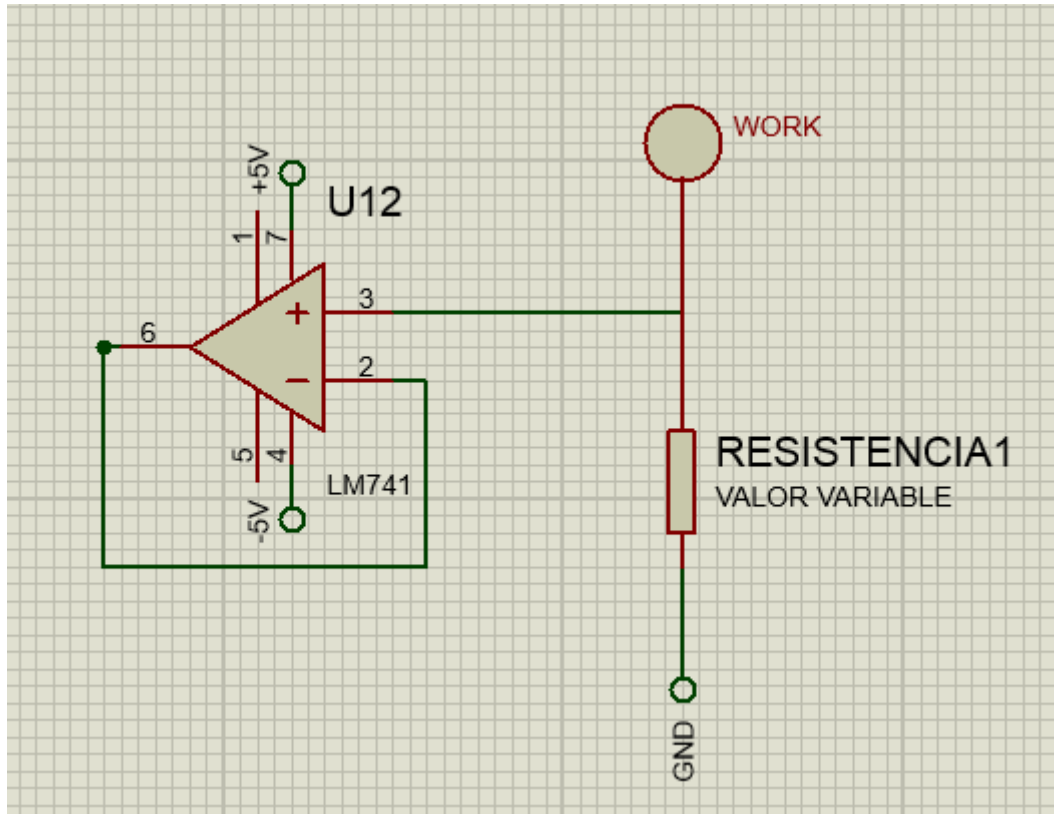 WORK
+5V
U12
1
7
+
3
6
−
2
5
4
LM741
-5V
RESISTENCIA1
VALOR VARIABLE
GND